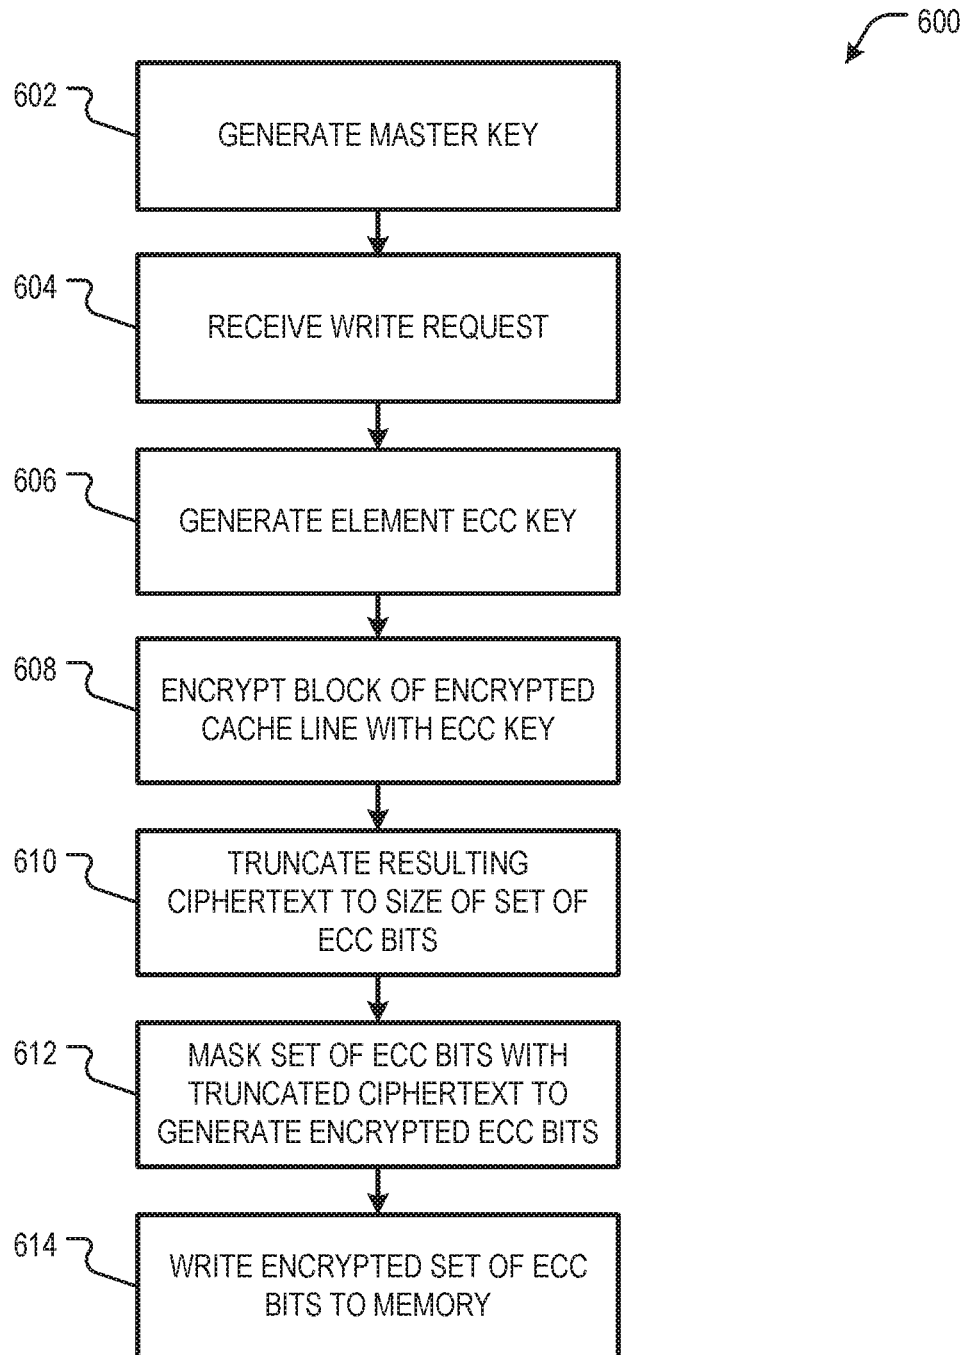 600
602
GENERATE MASTER KEY
604
RECEIVE WRITE REQUEST
606
GENERATE ELEMENT ECC KEY
608
ENCRYPT BLOCK OF ENCRYPTED
CACHE LINE WITH ECC KEY
610
TRUNCATE RESULTING
CIPHERTEXT TO SIZE OF SET OF
ECC BITS
612
MASK SET OF ECC BITS WITH
TRUNCATED CIPHERTEXT TO
GENERATE ENCRYPTED ECC BITS
614
WRITE ENCRYPTED SET OF ECC
BITS TO MEMORY